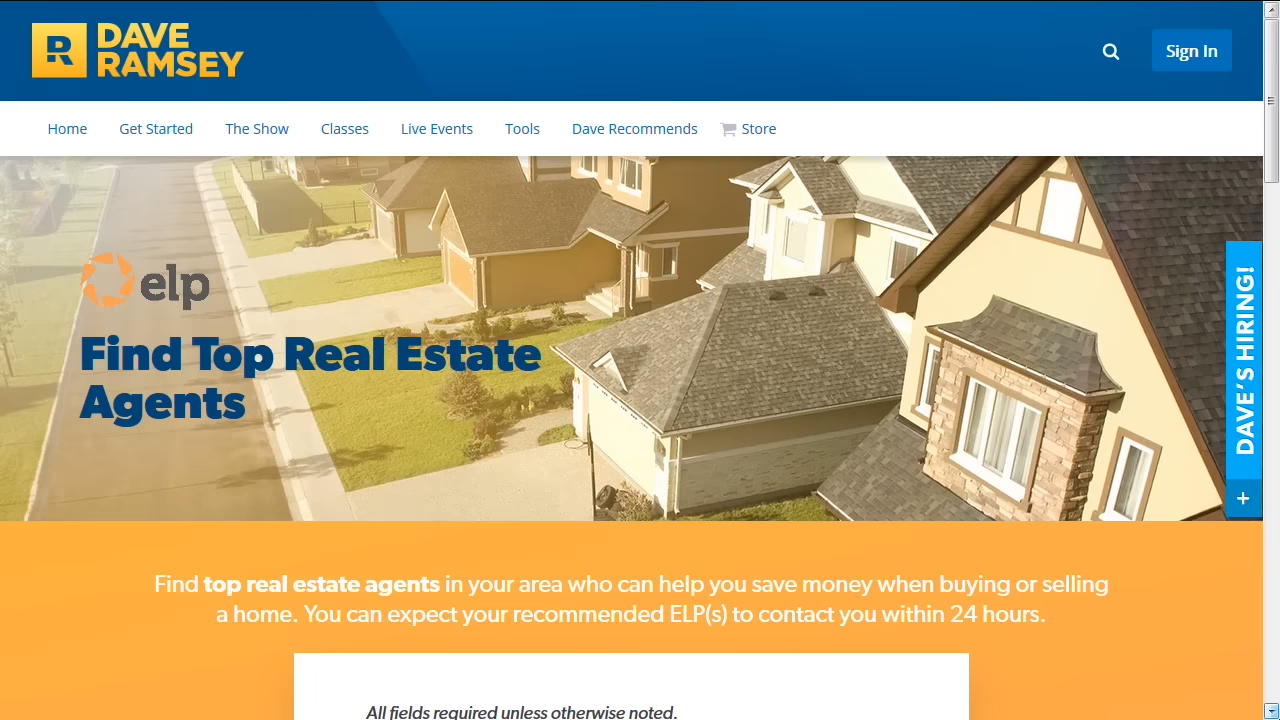 R DAVE
RAMSEY
Sign In
Home Get Started The Show Classes Live Events Tools Dave Recommends Store
elp
Find Top Real Estate
Agents
DAVE'S HIRING!
+
Find top real estate agents in your area who can help you save money when buying or selling
a home. You can expect your recommended ELP(s) to contact you within 24 hours.
All fields required unless otherwise noted.